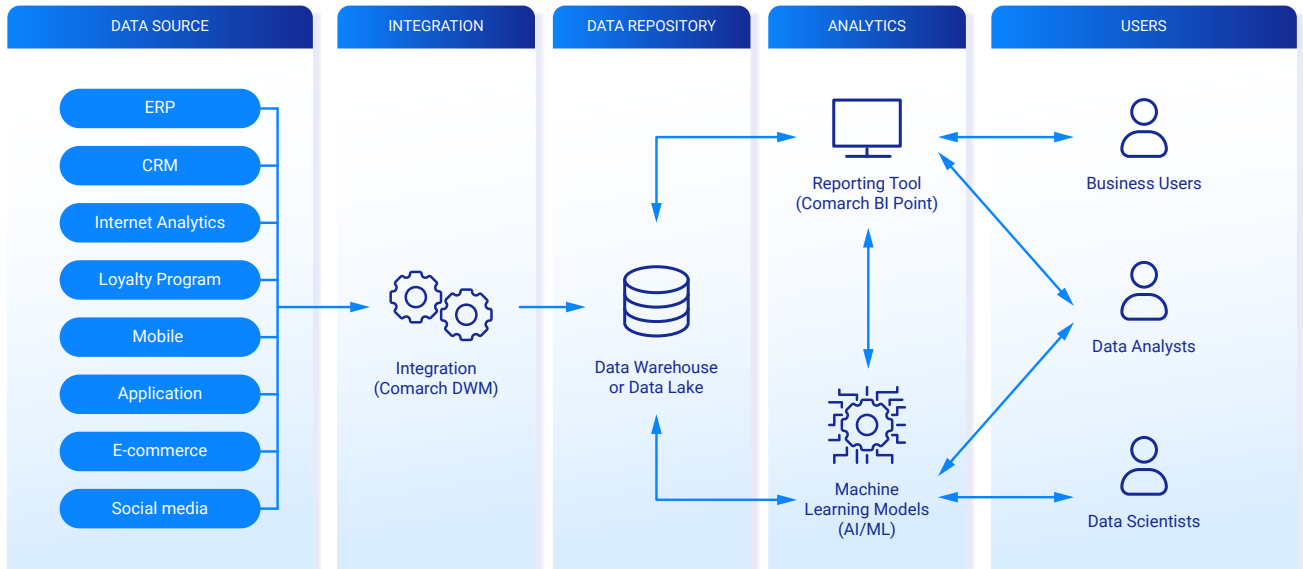 DATA SOURCE
INTEGRATION
DATA REPOSITORY
ANALYTICS
USERS
ERP
CRM
Internet Analytics
Loyalty Program
Mobile
Application
E-commerce
Social media
Integration
(Comarch DWM)
Data Warehouse
or Data Lake
Reporting Tool
(Comarch BI Point)
Machine
Learning Models
(AI/ML)
Business Users
Data Analysts
Data Scientists